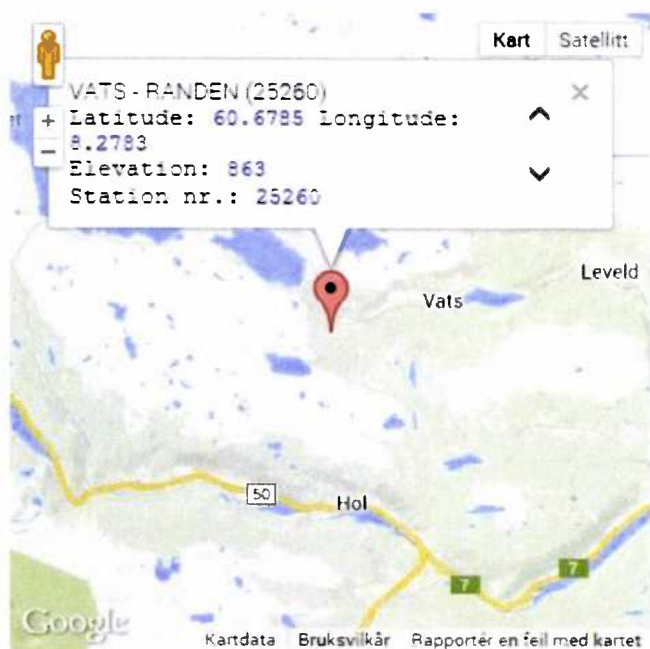 Kart Satellitt
VATS - RANDEN (25260)
Latitude: 60.6785 Longitude:
8.2783
Elevation: 863
Station nr.: 25260
Leveld
Vats
50
Hol
7
7
Google
Kartdata Bruksvilkår Rapportér en feil med kartet